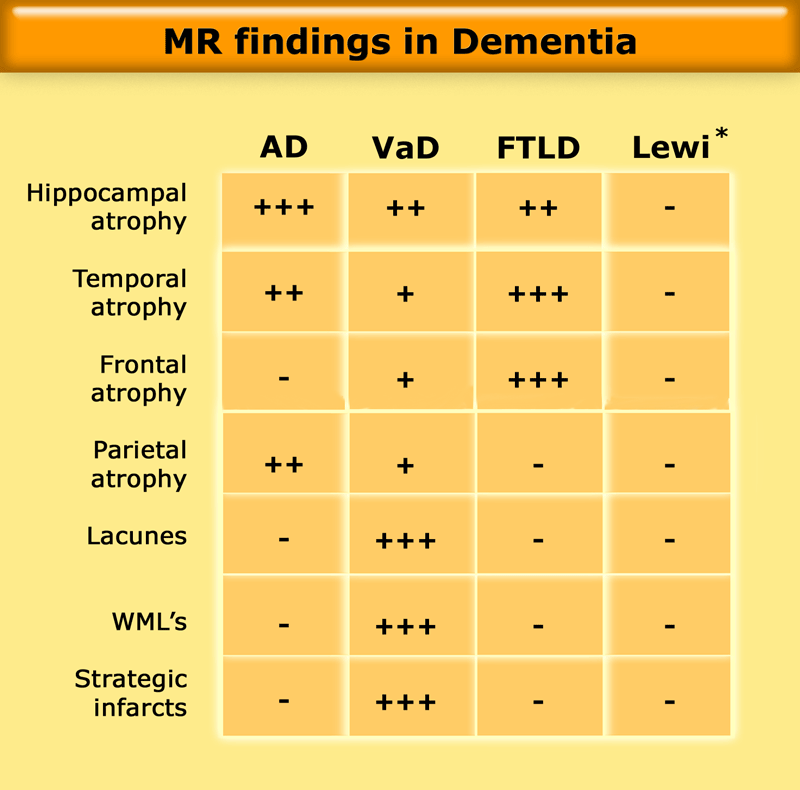 MR findings in Dementia
AD VaD FTLD Lewi*
Hippocampal
atrophy +++ ++ ++ -
Temporal
atrophy ++ + +++ -
Frontal
atrophy - + +++ -
Parietal
atrophy ++ + - -
Lacunes - +++ - -
WML’s - +++ - -
Strategic
infarcts - +++ - -